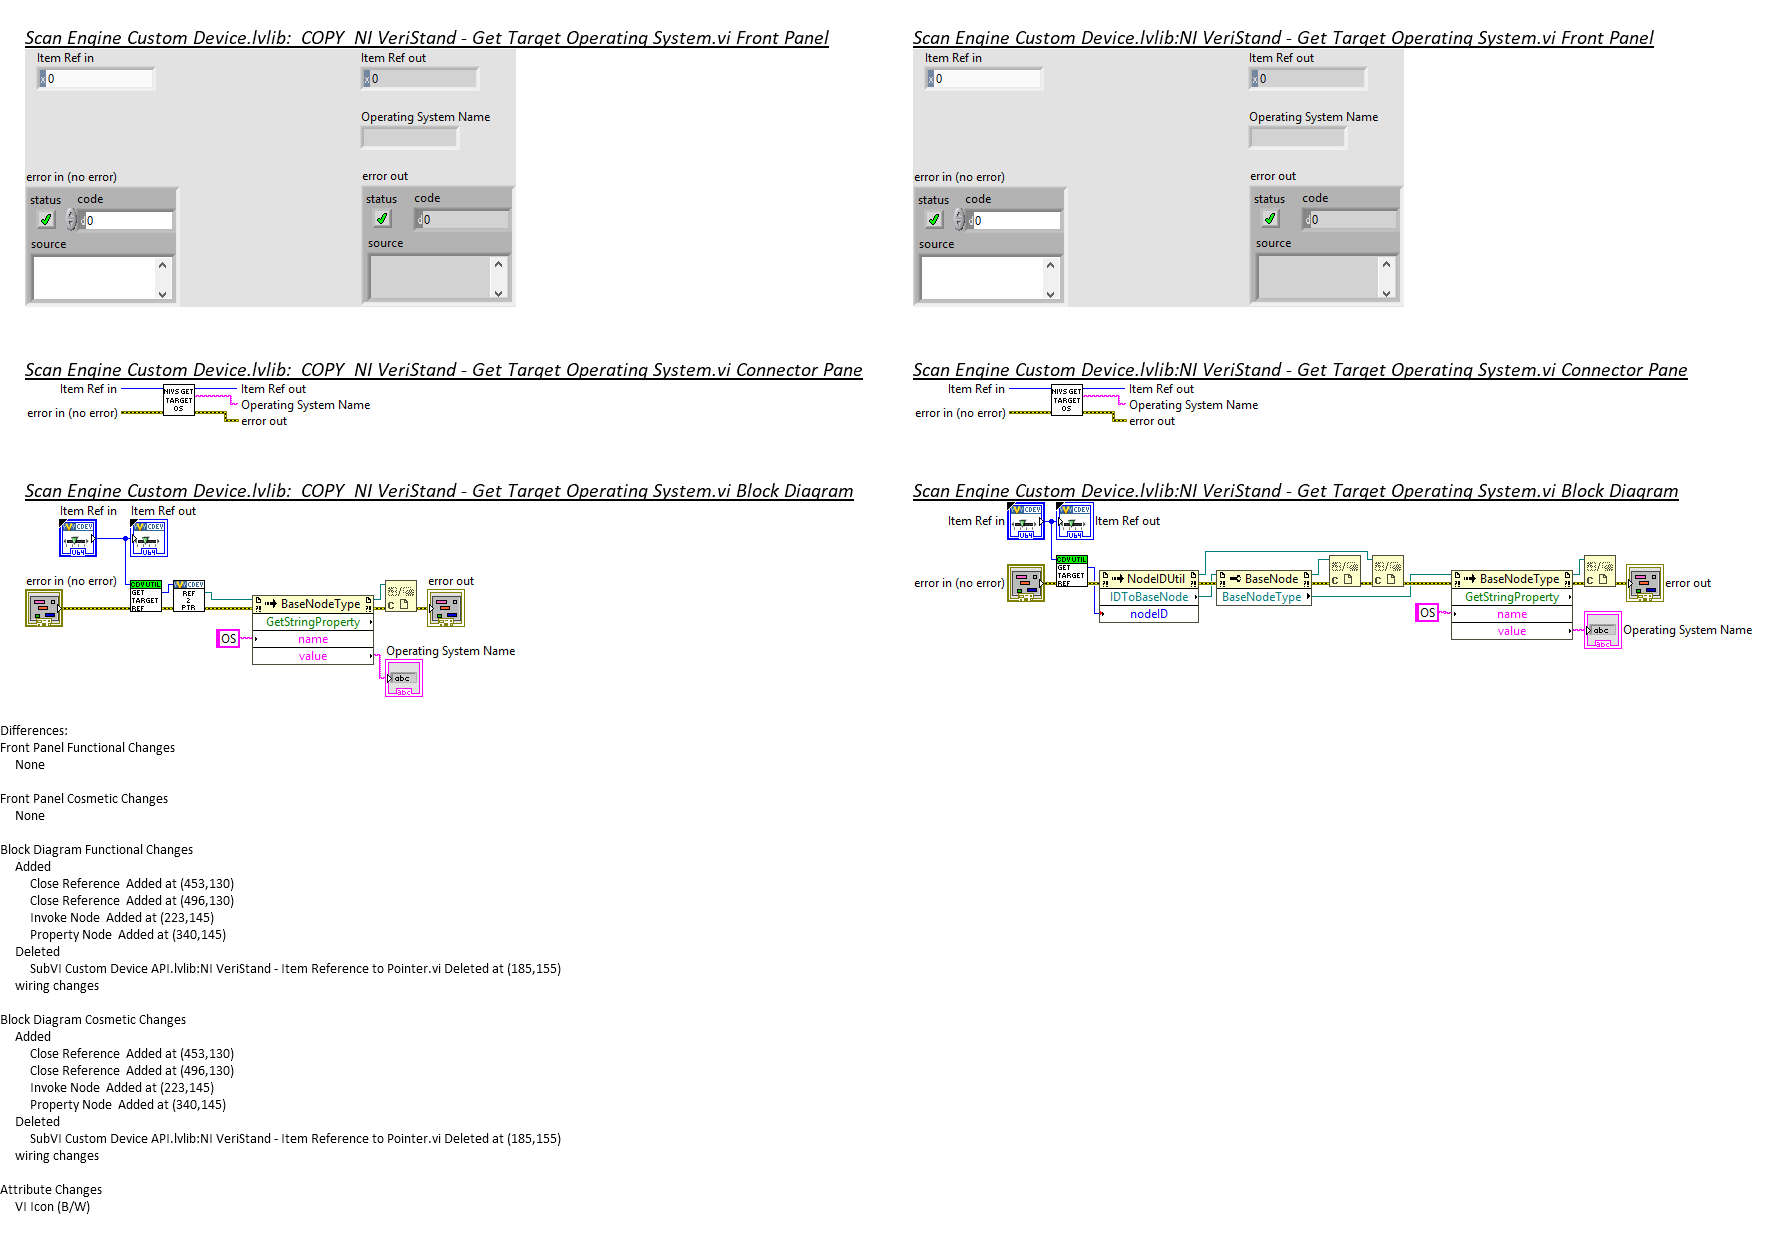 Scan Engine Custom Device.lvlib:  COPY  NI VeriStand - Get Target Operating System.vi Front Panel
Item Ref in
x 0
Item Ref out
x 0
Operating System Name
error in (no error)
status
code
d 0
source
error out
status
code
d 0
source
Scan Engine Custom Device.lvlib:NI VeriStand - Get Target Operating System.vi Front Panel
Item Ref in
x 0
Item Ref out
x 0
Operating System Name
error in (no error)
status
code
d 0
source
error out
status
code
d 0
source
Scan Engine Custom Device.lvlib:  COPY  NI VeriStand - Get Target Operating System.vi Connector Pane
Item Ref in
NIVS GET
TARGET
OS
Item Ref out
Operating System Name
error in (no error)
error out
Scan Engine Custom Device.lvlib:NI VeriStand - Get Target Operating System.vi Connector Pane
Item Ref in
NIVS GET
TARGET
OS
Item Ref out
Operating System Name
error in (no error)
error out
Scan Engine Custom Device.lvlib:  COPY  NI VeriStand - Get Target Operating System.vi Block Diagram
Item Ref in
Item Ref out
CDEV
U64
CDEV
U64
error in (no error)
CDV UTIL
GET
TARGET
REF
CDEV
REF
2
PTR
BaseNodeType
GetStringProperty
name
value
OS
C
error out
Operating System Name
abc
abc
Scan Engine Custom Device.lvlib:NI VeriStand - Get Target Operating System.vi Block Diagram
Item Ref in
CDEV
U64
CDEV
U64
Item Ref out
error in (no error)
CDV UTIL
GET
TARGET
REF
NodeIDUtil
IDToBaseNode
nodeID
BaseNode
BaseNodeType
C
C
BaseNodeType
GetStringProperty
name
value
OS
C
error out
abc
abc
Operating System Name
Differences:
Front Panel Functional Changes
None
Front Panel Cosmetic Changes
None
Block Diagram Functional Changes
Added
Close Reference  Added at (453,130)
Close Reference  Added at (496,130)
Invoke Node  Added at (223,145)
Property Node  Added at (340,145)
Deleted
SubVI Custom Device API.lvlib:NI VeriStand - Item Reference to Pointer.vi Deleted at (185,155)
wiring changes
Block Diagram Cosmetic Changes
Added
Close Reference  Added at (453,130)
Close Reference  Added at (496,130)
Invoke Node  Added at (223,145)
Property Node  Added at (340,145)
Deleted
SubVI Custom Device API.lvlib:NI VeriStand - Item Reference to Pointer.vi Deleted at (185,155)
wiring changes
Attribute Changes
VI Icon (B/W)